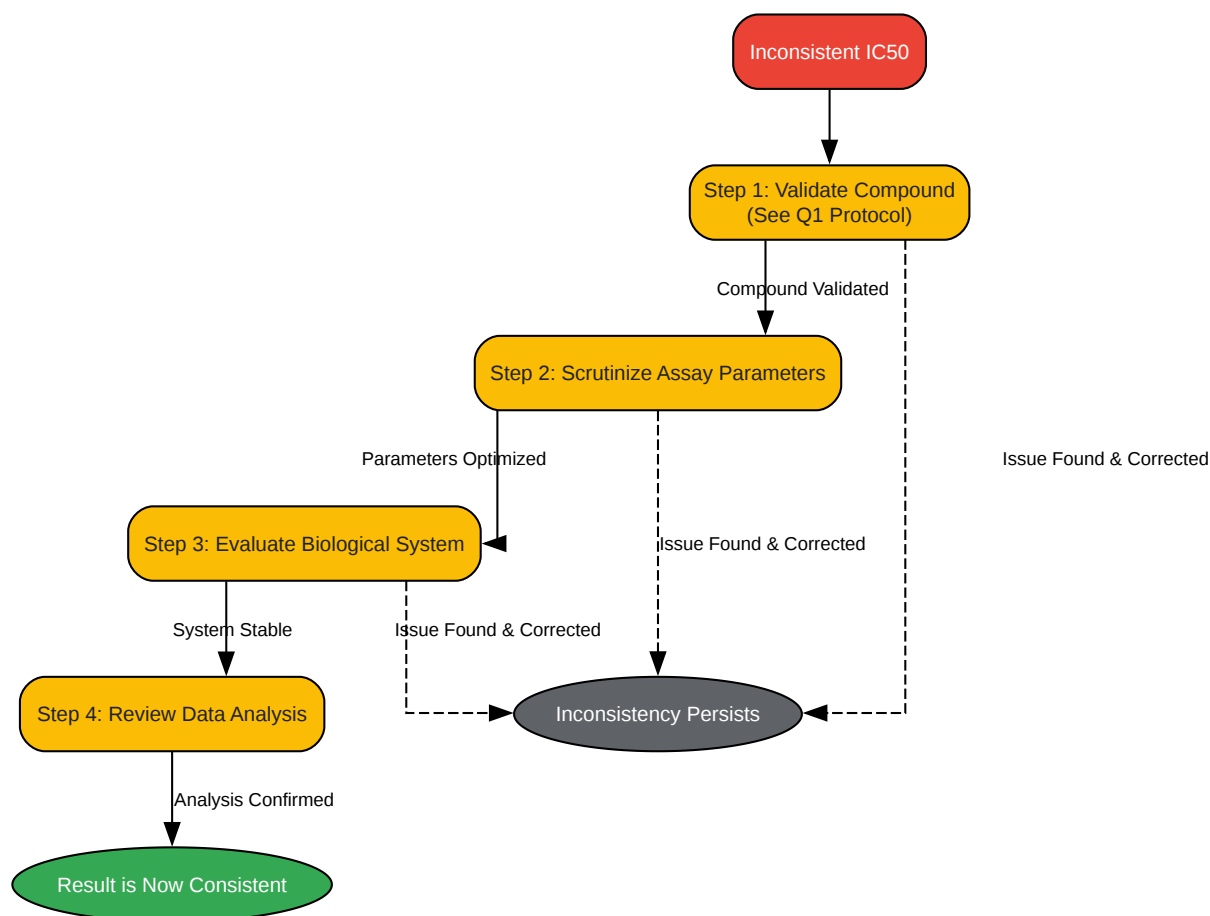 Inconsistent IC50
Step 1: Validate Compound
(See Q1 Protocol)
Compound Validated
Step 2: Scrutinize Assay Parameters
Parameters Optimized
Issue Found & Corrected
Step 3: Evaluate Biological System
Issue Found & Corrected
System Stable
Issue Found & Corrected
Step 4: Review Data Analysis
Inconsistency Persists
Analysis Confirmed
Result is Now Consistent